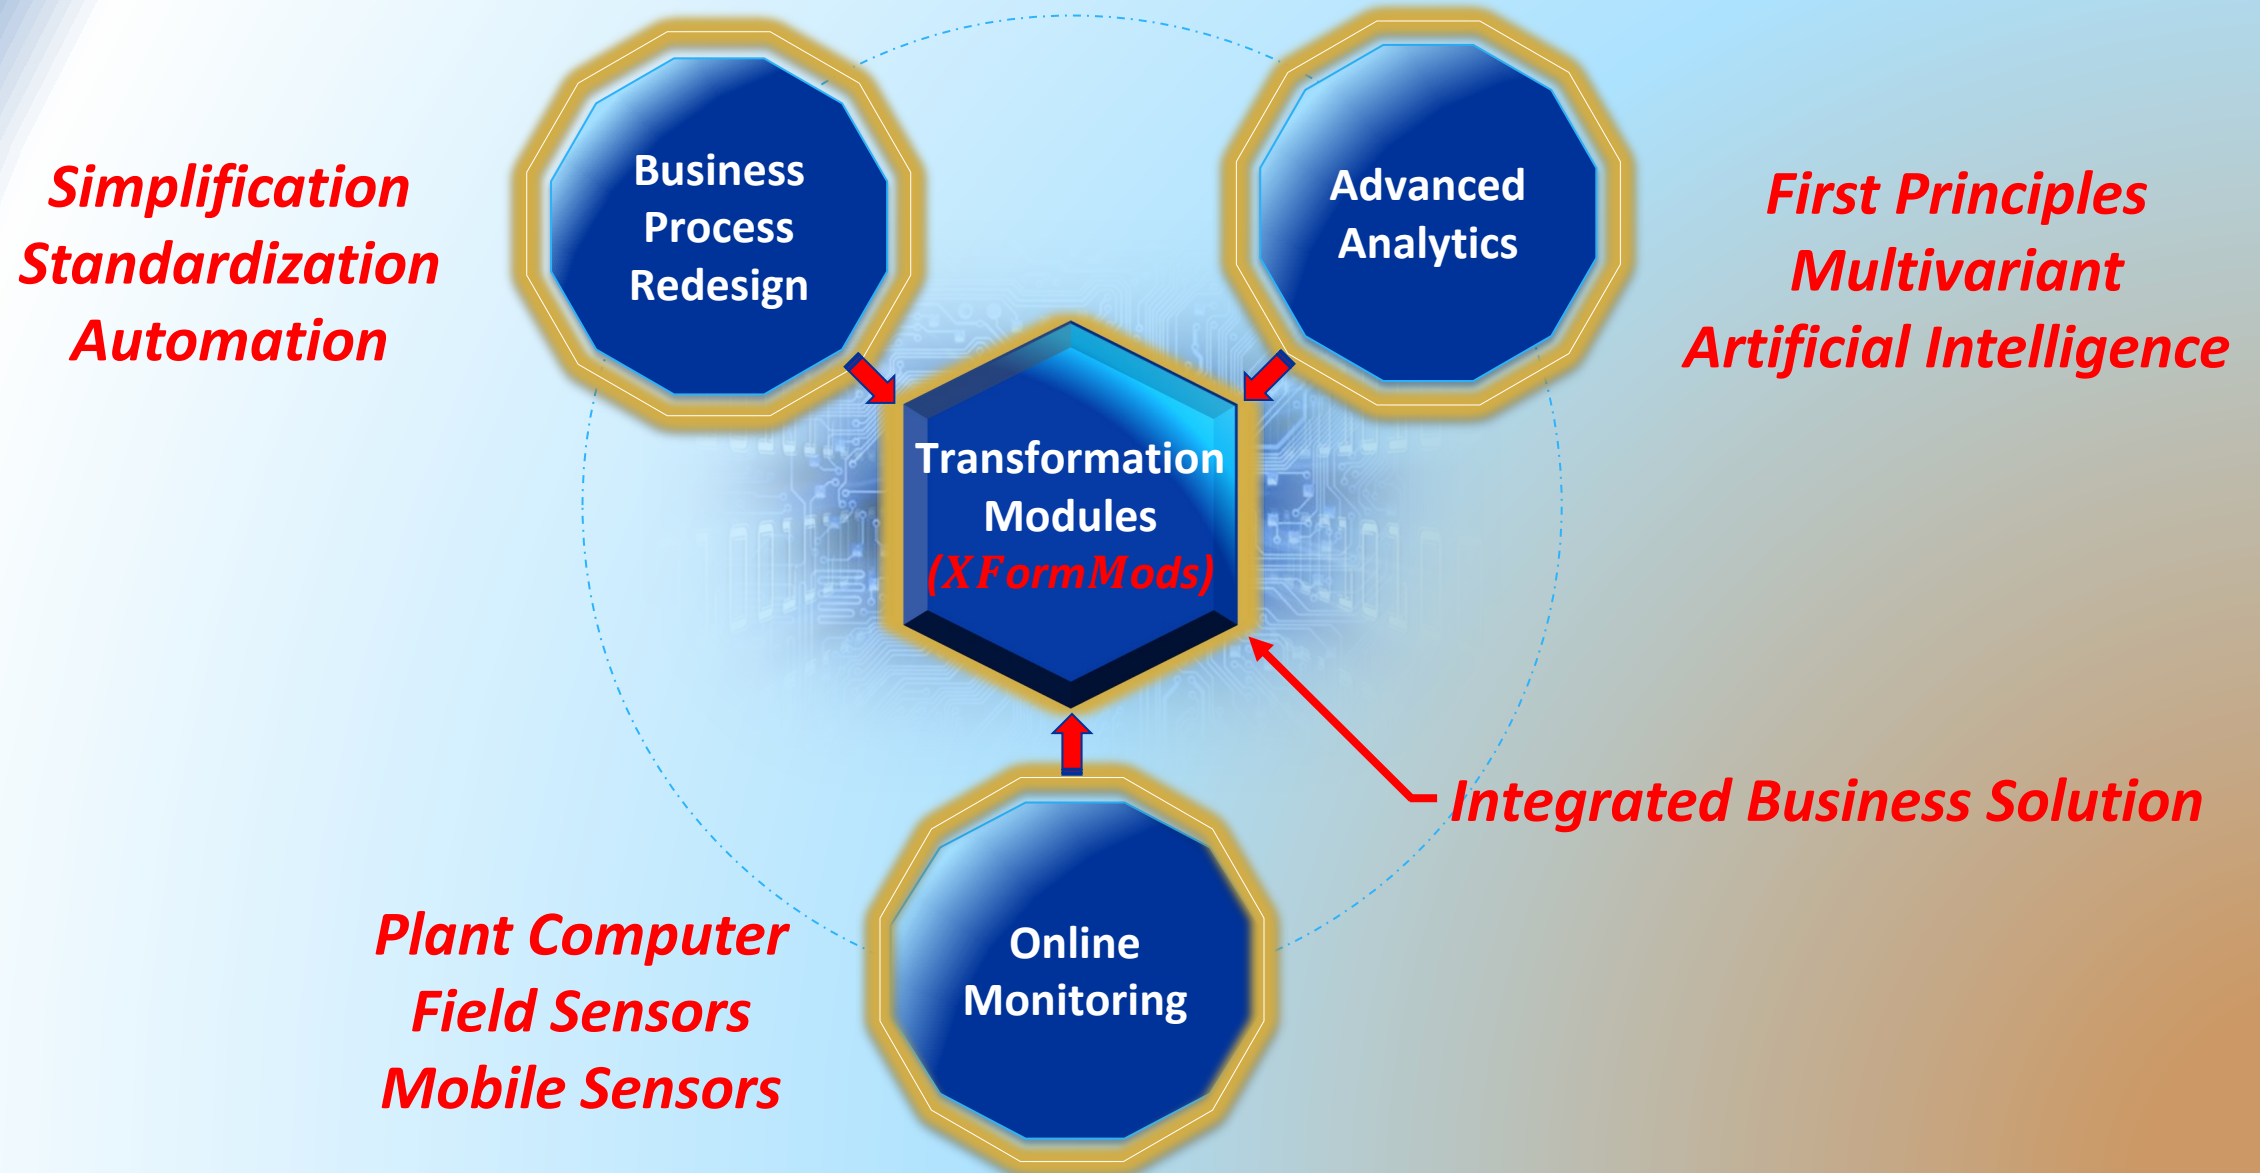 Simplification
Standardization
Automation
Business
Process
Redesign
Advanced
Analytics
First Principles
Multivariant
Artificial Intelligence
Transformation
Modules
(XFormMods)
Integrated Business Solution
Plant Computer
Field Sensors
Mobile Sensors
Online
Monitoring